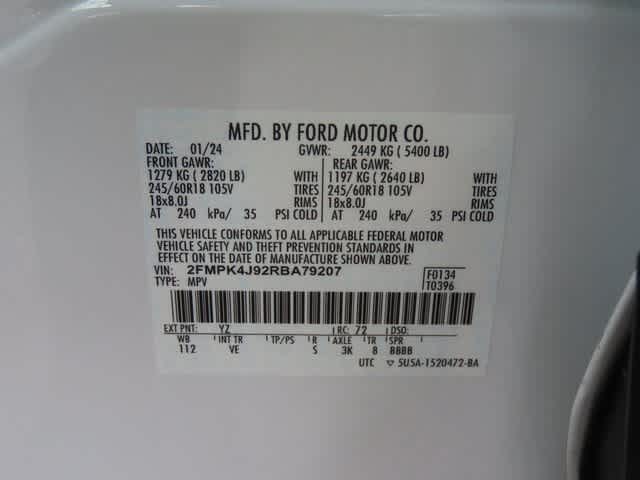 MFD. BY FORD MOTOR CO.
DATE: 01/24 GVWR: 2449 KG ( 5400 LB)
FRONT GAWR: REAR GAWR:
1279 KG ( 2820 LB) WITH 1197 KG ( 2640 LB) WITH
245/60R18 105V TIRES 245/60R18 105V TIRES
18x8.0J RIMS 18x8.0J RIMS
AT 240 kPa/ 35 PSI COLD AT 240 kPa/ 35 PSI COLD
THIS VEHICLE CONFORMS TO ALL APPLICABLE FEDERAL MOTOR
VEHICLE SAFETY AND THEFT PREVENTION STANDARDS IN
EFFECT ON THE DATE OF MANUFACTURE SHOWN ABOVE.
VIN: 2FMPK4J92RBA79207 F0134
TYPE: MPV T0396
EXT PNT: YZ RC: 72 DSO:
WB INT TR TP/PS R AXLE TR SPR
112 VE S 3K 8 BBBB
UTC 5U5A-1520472-BA